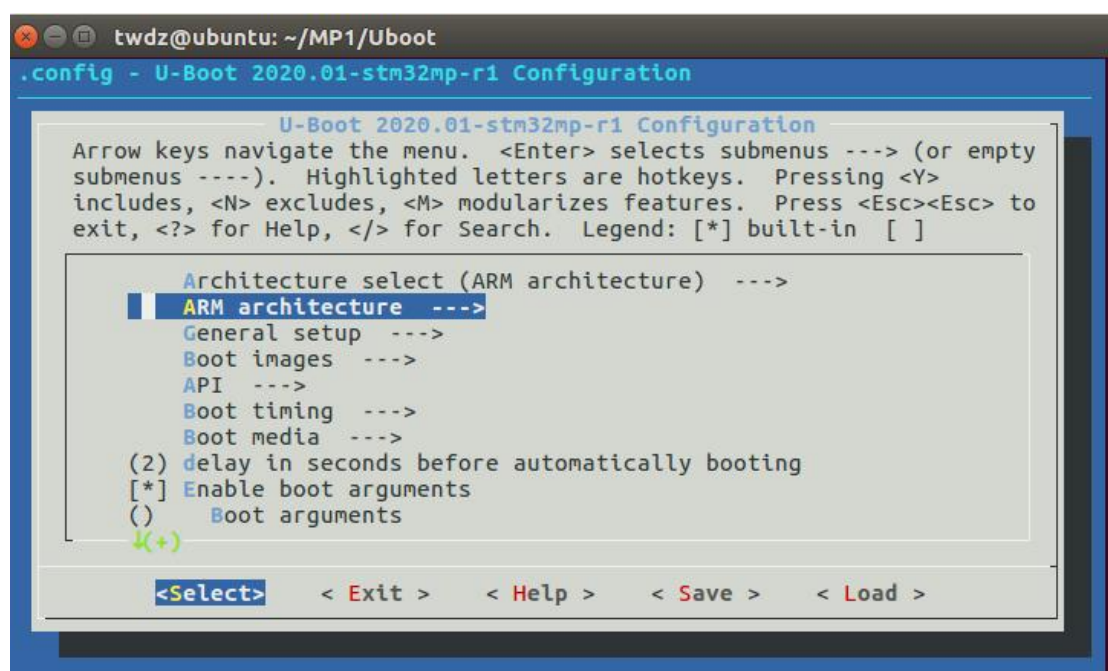 twdz@ubuntu: ~/MP1/Uboot
.config - U-Boot 2020.01-stm32mp-r1 Configuration
U-Boot 2020.01-stm32mp-r1 Configuration
Arrow keys navigate the menu.  <Enter> selects submenus ---> (or empty
submenus ----).  Highlighted letters are hotkeys.  Pressing <Y>
includes, <N> excludes, <M> modularizes features.  Press <Esc><Esc> to
exit, <?> for Help, </> for Search.  Legend: [*] built-in  [ ]
Architecture select (ARM architecture)  --->
ARM architecture  --->
General setup  --->
Boot images  --->
API  --->
Boot timing  --->
Boot media  --->
(2) delay in seconds before automatically booting
[*] Enable boot arguments
()    Boot arguments
↓(+)
<Select>    < Exit >    < Help >    < Save >    < Load >